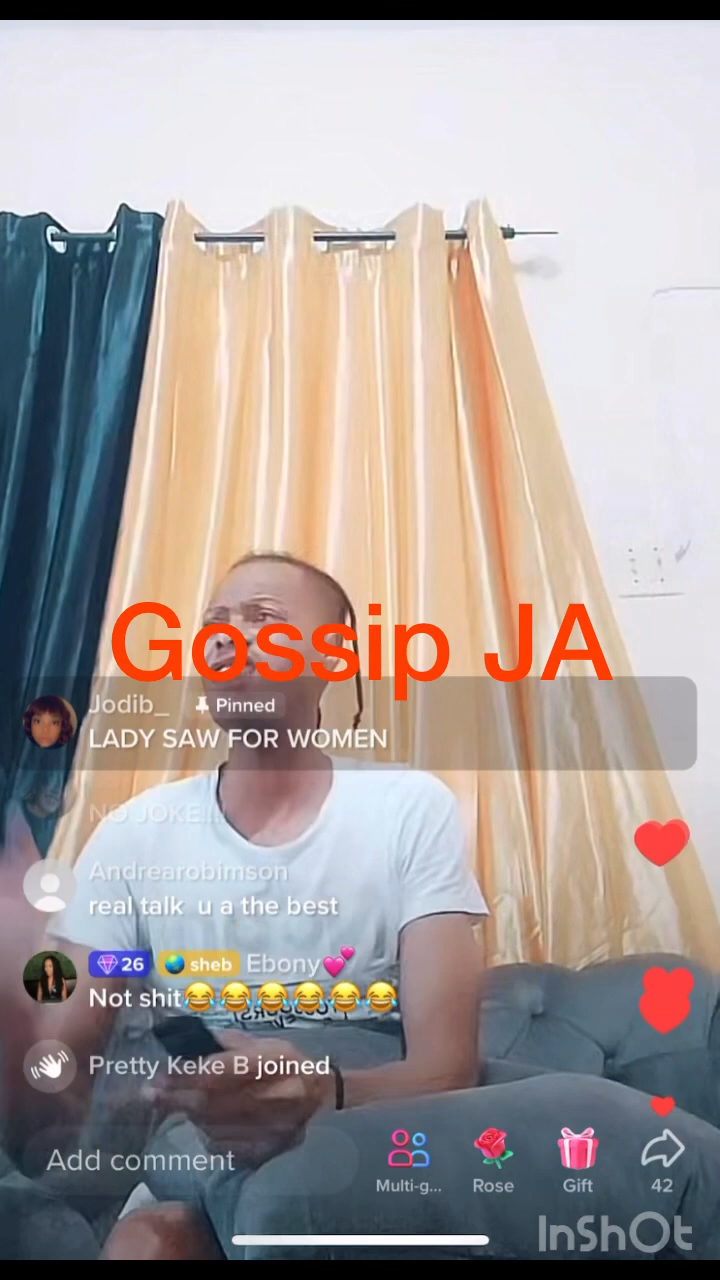 Gossip JA
Jodib_ Pinned
LADY SAW FOR WOMEN
NO JOKE!!!!
Andrearobimson
real talk u a the best
26 sheb Ebony💕
Not shit😂😂😂😂😂😂
Pretty Keke B joined
Add comment
Multi-g... Rose Gift 42
InShOt